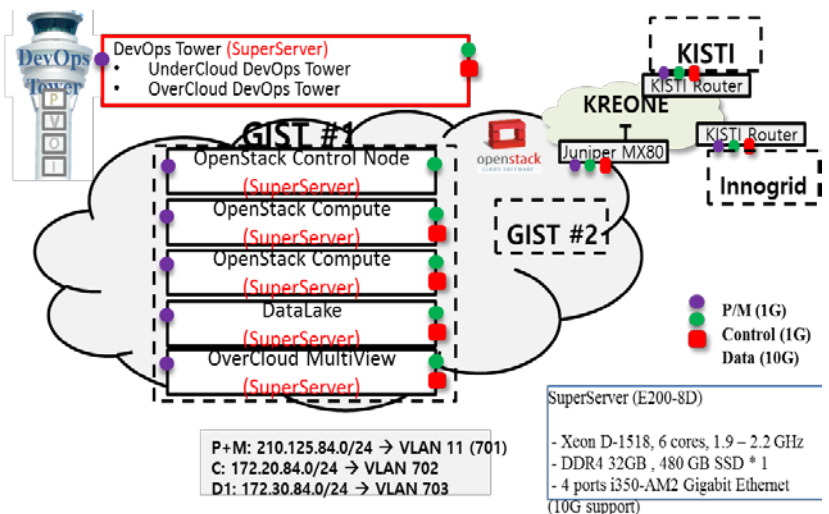 DevOps
Tower
P
V
O
I
DevOps Tower (SuperServer)
• UnderCloud DevOps Tower
• OverCloud DevOps Tower
KISTI
KISTI Router
KREONE
T
KISTI Router
Juniper MX80
Innogrid
openstack
CLOUD SOFTWARE
GIST #1
OpenStack Control Node
(SuperServer)
OpenStack Compute
(SuperServer)
OpenStack Compute
(SuperServer)
DataLake
(SuperServer)
OverCloud MultiView
(SuperServer)
GIST #2
P/M (1G)
Control (1G)
Data (10G)
P+M: 210.125.84.0/24 → VLAN 11 (701)
C: 172.20.84.0/24 → VLAN 702
D1: 172.30.84.0/24 → VLAN 703
SuperServer (E200-8D)
- Xeon D-1518, 6 cores, 1.9 – 2.2 GHz
- DDR4 32GB , 480 GB SSD * 1
- 4 ports i350-AM2 Gigabit Ethernet
(10G support)